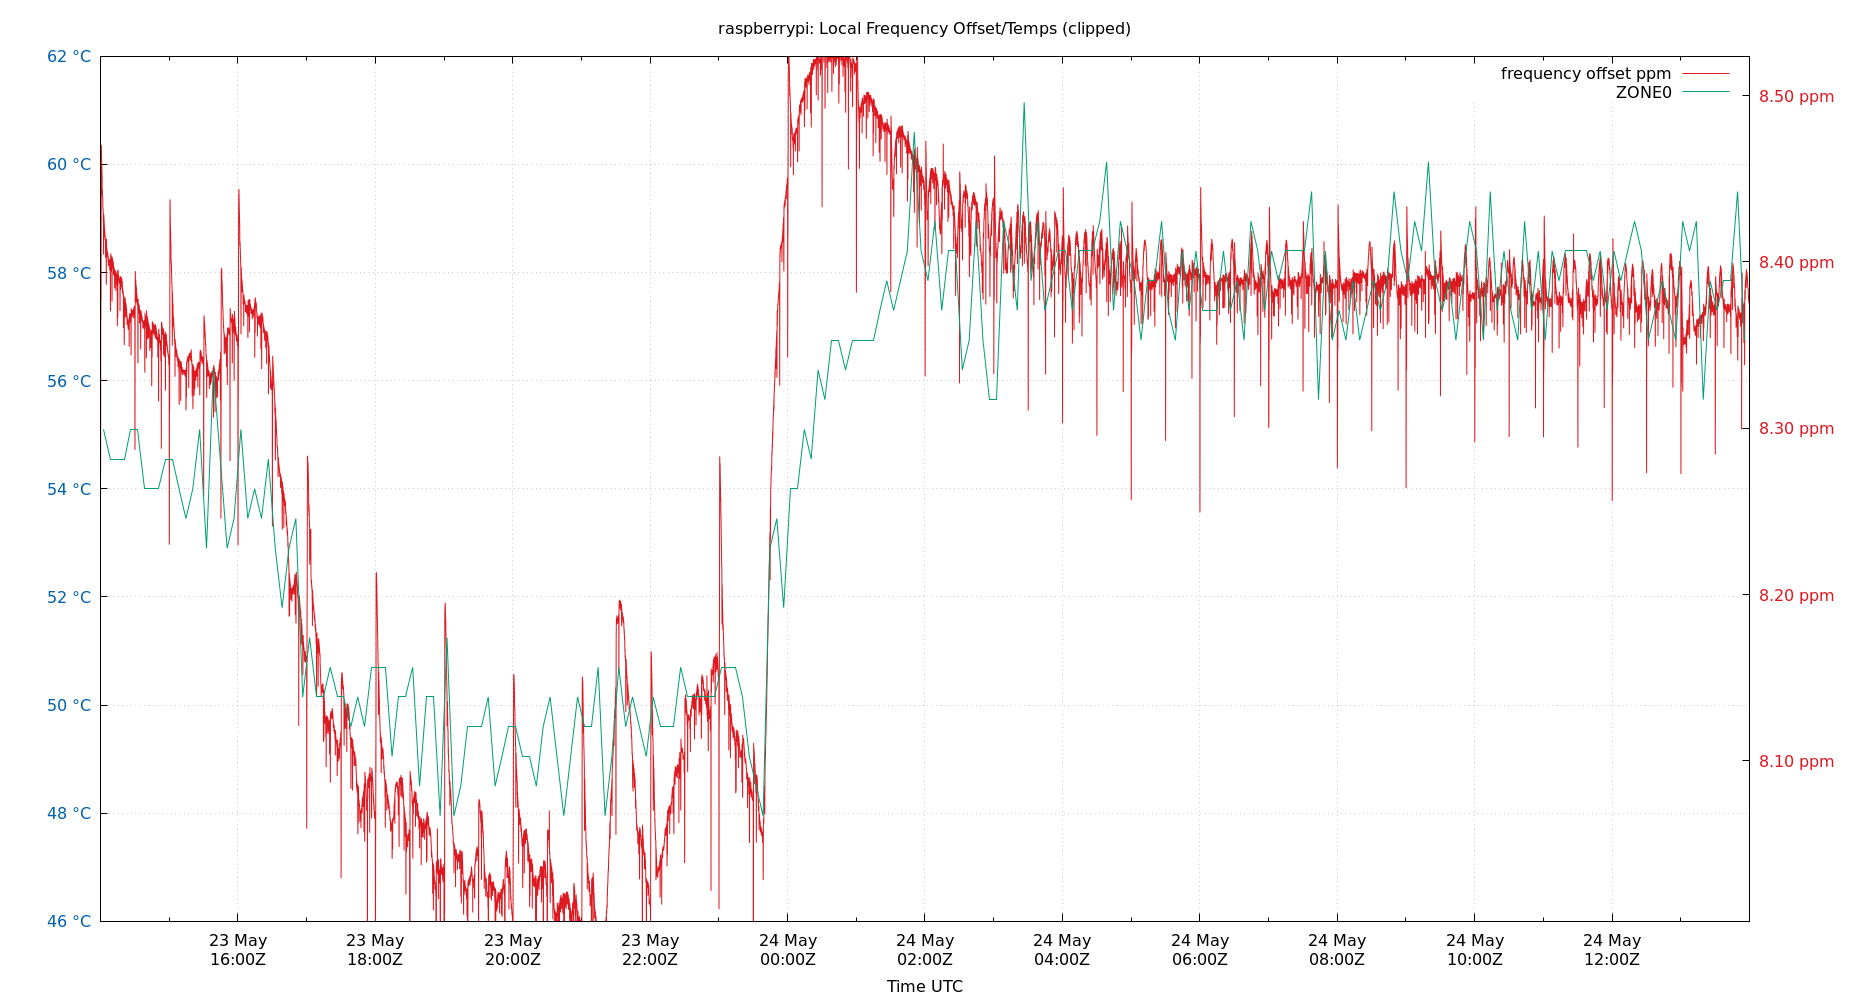 raspberrypi: Local Frequency Offset/Temps (clipped)
frequency offset ppm
ZONE0
62 °C
60 °C
58 °C
56 °C
54 °C
52 °C
50 °C
48 °C
46 °C
8.50 ppm
8.40 ppm
8.30 ppm
8.20 ppm
8.10 ppm
23 May
16:00Z
23 May
18:00Z
23 May
20:00Z
23 May
22:00Z
24 May
00:00Z
24 May
02:00Z
24 May
04:00Z
24 May
06:00Z
24 May
08:00Z
24 May
10:00Z
24 May
12:00Z
Time UTC